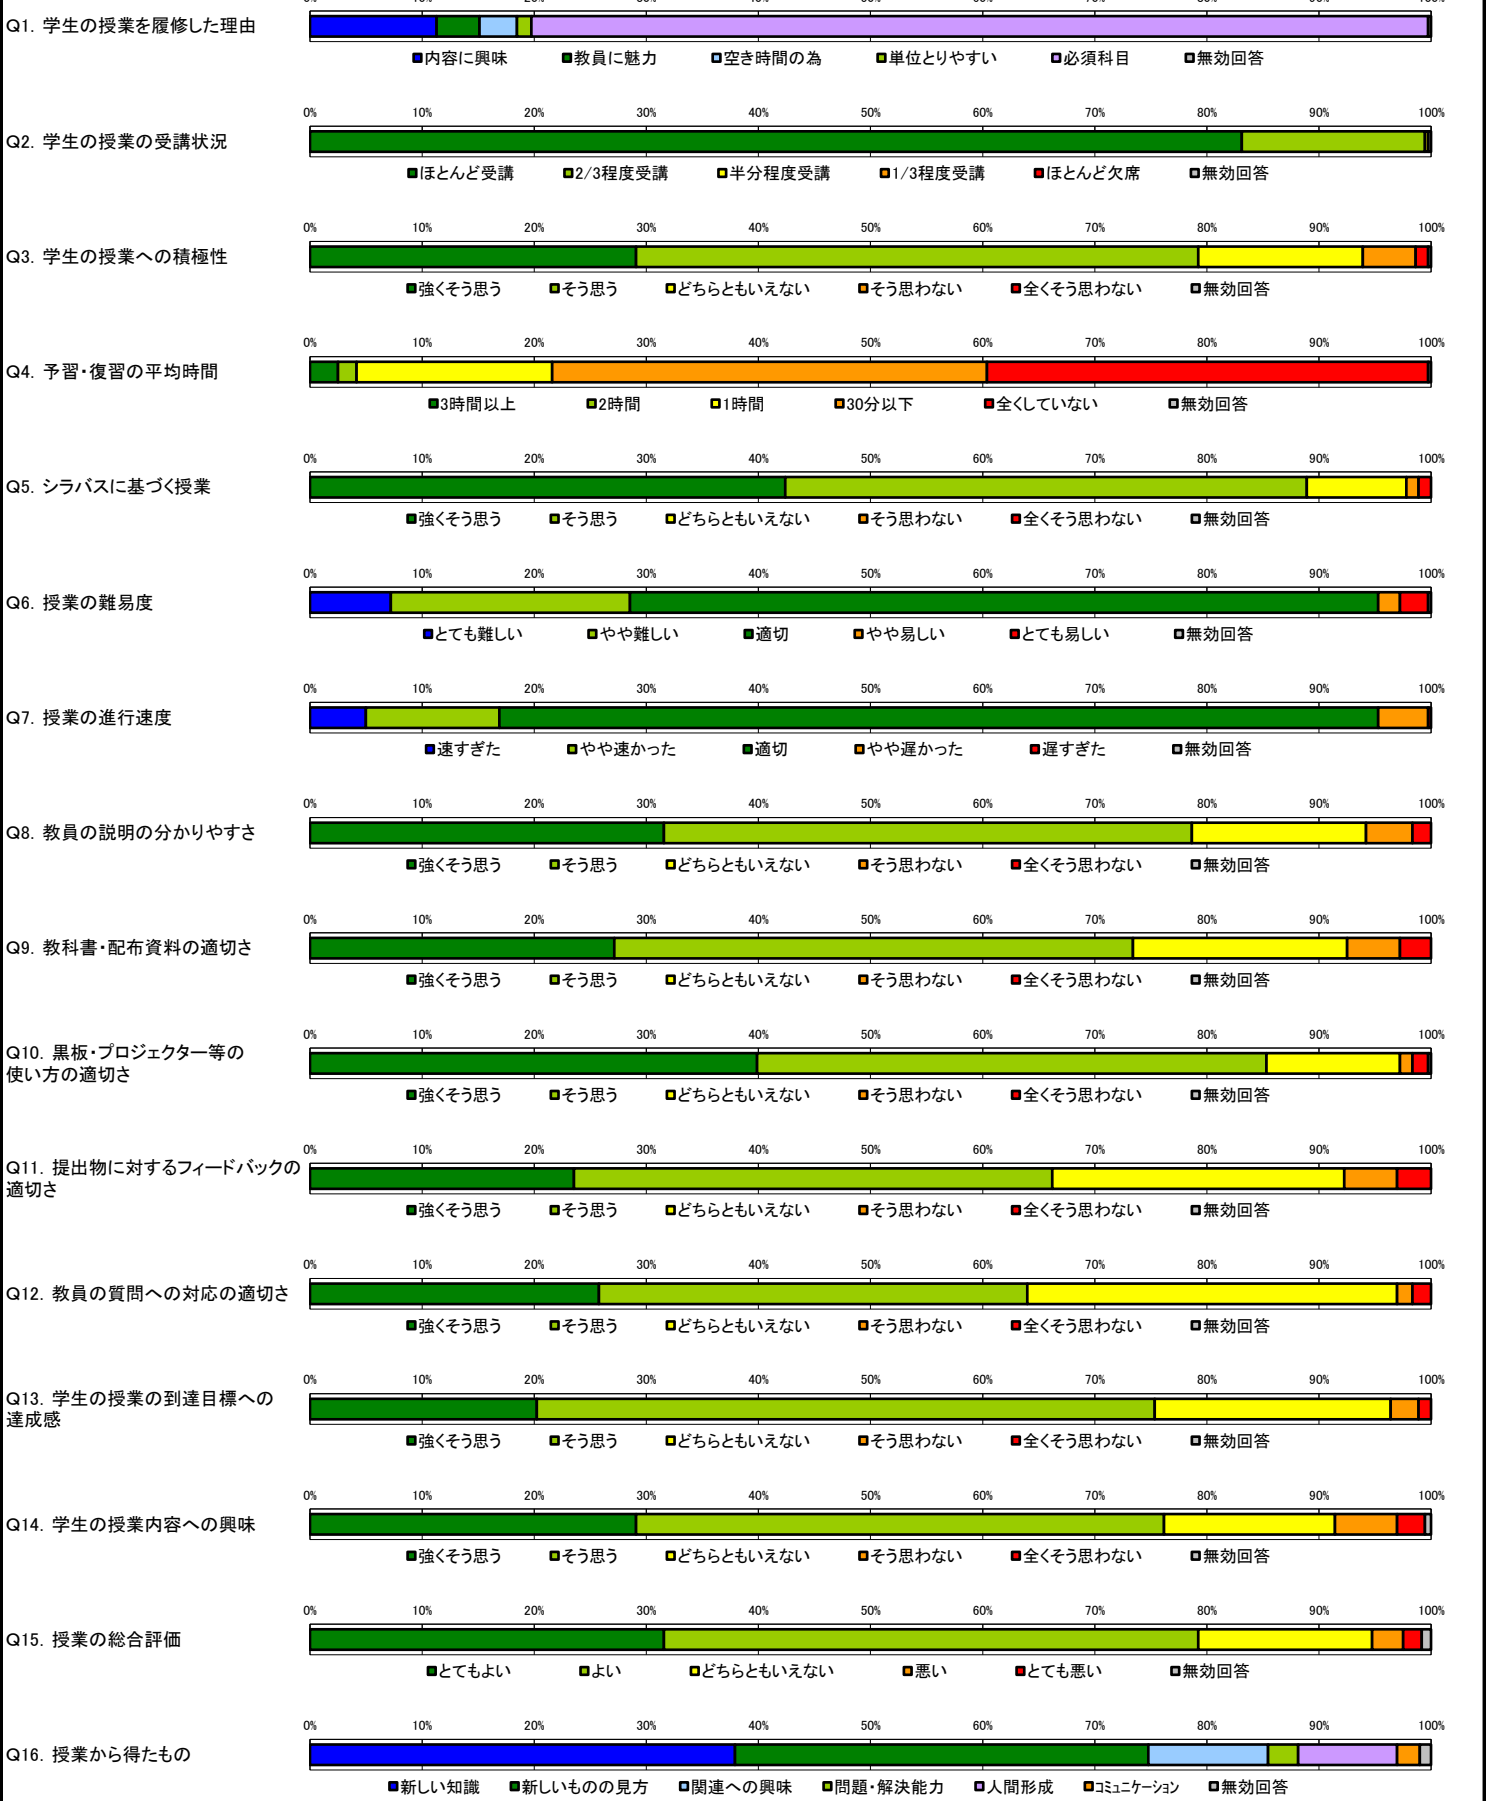 Q1. 学生の授業を履修した理由
■内容に興味 ■教員に魅力 □空き時間の為 ■単位とりやすい □必須科目 □無効回答
0% 10% 20% 30% 40% 50% 60% 70% 80% 90% 100%
Q2. 学生の授業の受講状況
■ほとんど受講 ■2/3程度受講 □半分程度受講 ■1/3程度受講 ■ほとんど欠席 □無効回答
0% 10% 20% 30% 40% 50% 60% 70% 80% 90% 100%
Q3. 学生の授業への積極性
■強くそう思う ■そう思う □どちらともいえない ■そう思わない ■全くそう思わない □無効回答
0% 10% 20% 30% 40% 50% 60% 70% 80% 90% 100%
Q4. 予習・復習の平均時間
■3時間以上 ■2時間 □1時間 ■30分以下 ■全くしていない □無効回答
0% 10% 20% 30% 40% 50% 60% 70% 80% 90% 100%
Q5. シラバスに基づく授業
■強くそう思う ■そう思う □どちらともいえない ■そう思わない ■全くそう思わない □無効回答
0% 10% 20% 30% 40% 50% 60% 70% 80% 90% 100%
Q6. 授業の難易度
■とても難しい ■やや難しい ■適切 ■やや易しい ■とても易しい □無効回答
0% 10% 20% 30% 40% 50% 60% 70% 80% 90% 100%
Q7. 授業の進行速度
■速すぎた ■やや速かった ■適切 ■やや遅かった ■遅すぎた □無効回答
0% 10% 20% 30% 40% 50% 60% 70% 80% 90% 100%
Q8. 教員の説明の分かりやすさ
■強くそう思う ■そう思う □どちらともいえない ■そう思わない ■全くそう思わない □無効回答
0% 10% 20% 30% 40% 50% 60% 70% 80% 90% 100%
Q9. 教科書・配布資料の適切さ
■強くそう思う ■そう思う □どちらともいえない ■そう思わない ■全くそう思わない □無効回答
0% 10% 20% 30% 40% 50% 60% 70% 80% 90% 100%
Q10. 黒板・プロジェクター等の
使い方の適切さ
■強くそう思う ■そう思う □どちらともいえない ■そう思わない ■全くそう思わない □無効回答
0% 10% 20% 30% 40% 50% 60% 70% 80% 90% 100%
Q11. 提出物に対するフィードバックの
適切さ
■強くそう思う ■そう思う □どちらともいえない ■そう思わない ■全くそう思わない □無効回答
0% 10% 20% 30% 40% 50% 60% 70% 80% 90% 100%
Q12. 教員の質問への対応の適切さ
■強くそう思う ■そう思う □どちらともいえない ■そう思わない ■全くそう思わない □無効回答
0% 10% 20% 30% 40% 50% 60% 70% 80% 90% 100%
Q13. 学生の授業の到達目標への
達成感
■強くそう思う ■そう思う □どちらともいえない ■そう思わない ■全くそう思わない □無効回答
0% 10% 20% 30% 40% 50% 60% 70% 80% 90% 100%
Q14. 学生の授業内容への興味
■強くそう思う ■そう思う □どちらともいえない ■そう思わない ■全くそう思わない □無効回答
0% 10% 20% 30% 40% 50% 60% 70% 80% 90% 100%
Q15. 授業の総合評価
■とてもよい ■よい □どちらともいえない ■悪い ■とても悪い □無効回答
0% 10% 20% 30% 40% 50% 60% 70% 80% 90% 100%
Q16. 授業から得たもの
■新しい知識 ■新しいものの見方 □関連への興味 ■問題・解決能力 □人間形成 ■コミュニケーション □無効回答